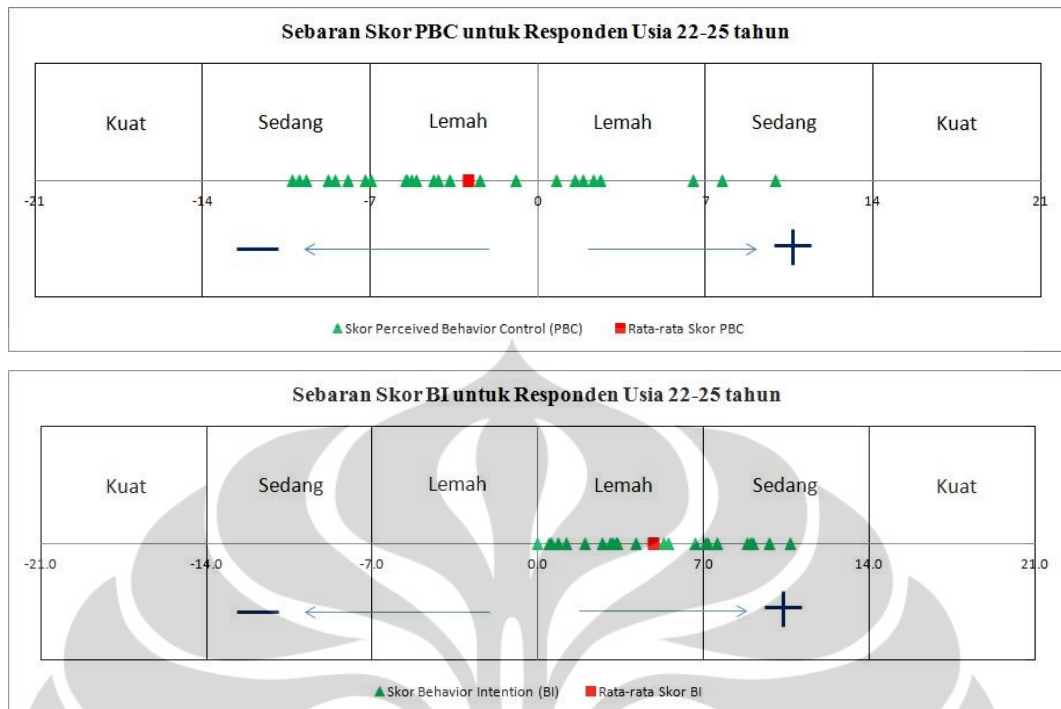 Sebaran Skor PBC untuk Responden Usia 22-25 tahun
Kuat Sedang Lemah Lemah Sedang Kuat
-21 -14 -7 0 7 14 21
Skor Perceived Behavior Control (PBC) Rata-rata Skor PBC
Sebaran Skor BI untuk Responden Usia 22-25 tahun
Kuat Sedang Lemah Lemah Sedang Kuat
-21.0 -14.0 -7.0 0.0 7.0 14.0 21.0
Skor Behavior Intention (BI) Rata-rata Skor BI